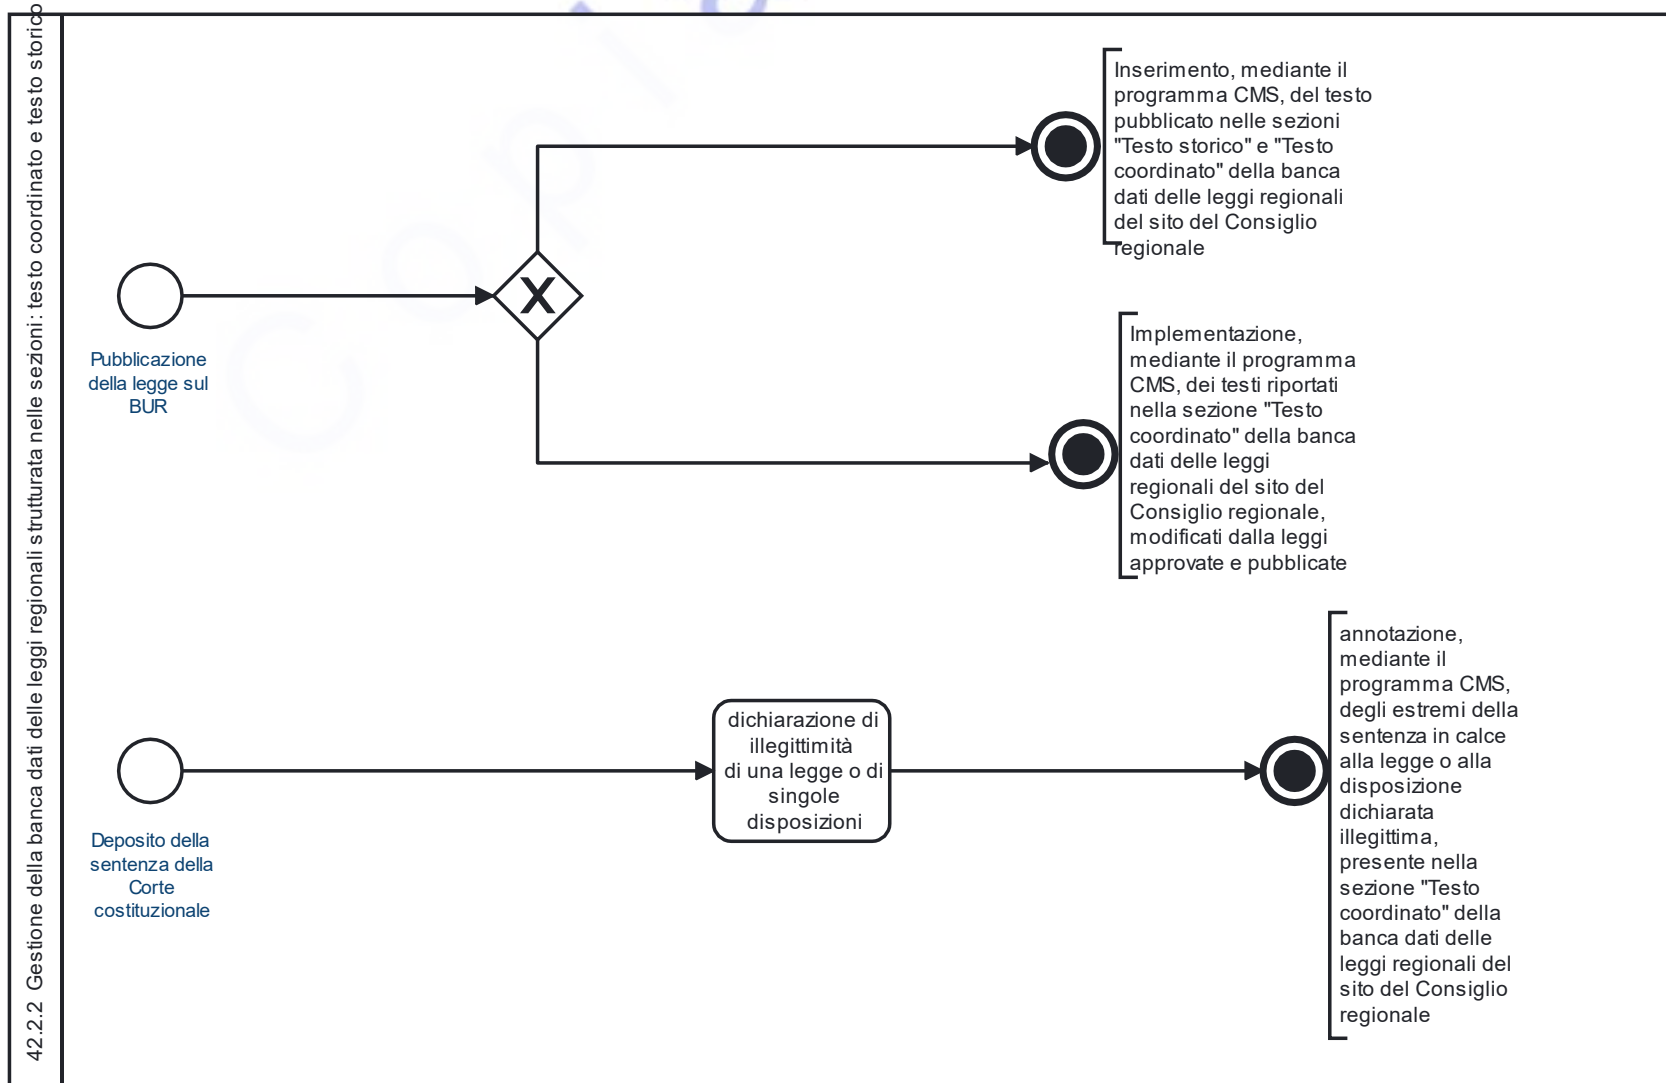 42.2.2 Gestione della banca dati delle leggi regionali strutturata nelle sezioni: testo coordinato e testo storico
Inserimento, mediante il
programma CMS, del testo
pubblicato nelle sezioni
"Testo storico" e "Testo
coordinato" della banca
dati delle leggi regionali
del sito del Consiglio
regionale
X
Pubblicazione
della legge sul
BUR
Implementazione,
mediante il programma
CMS, dei testi riportati
nella sezione "Testo
coordinato" della banca
dati delle leggi
regionali del sito del
Consiglio regionale,
modificati dalla leggi
approvate e pubblicate
dichiarazione di
illegittimità
di una legge o di
singole
disposizioni
Deposito della
sentenza della
Corte
costituzionale
annotazione,
mediante il
programma CMS,
degli estremi della
sentenza in calce
alla legge o alla
disposizione
dichiarata
illegittima,
presente nella
sezione "Testo
coordinato" della
banca dati delle
leggi regionali del
sito del Consiglio
regionale